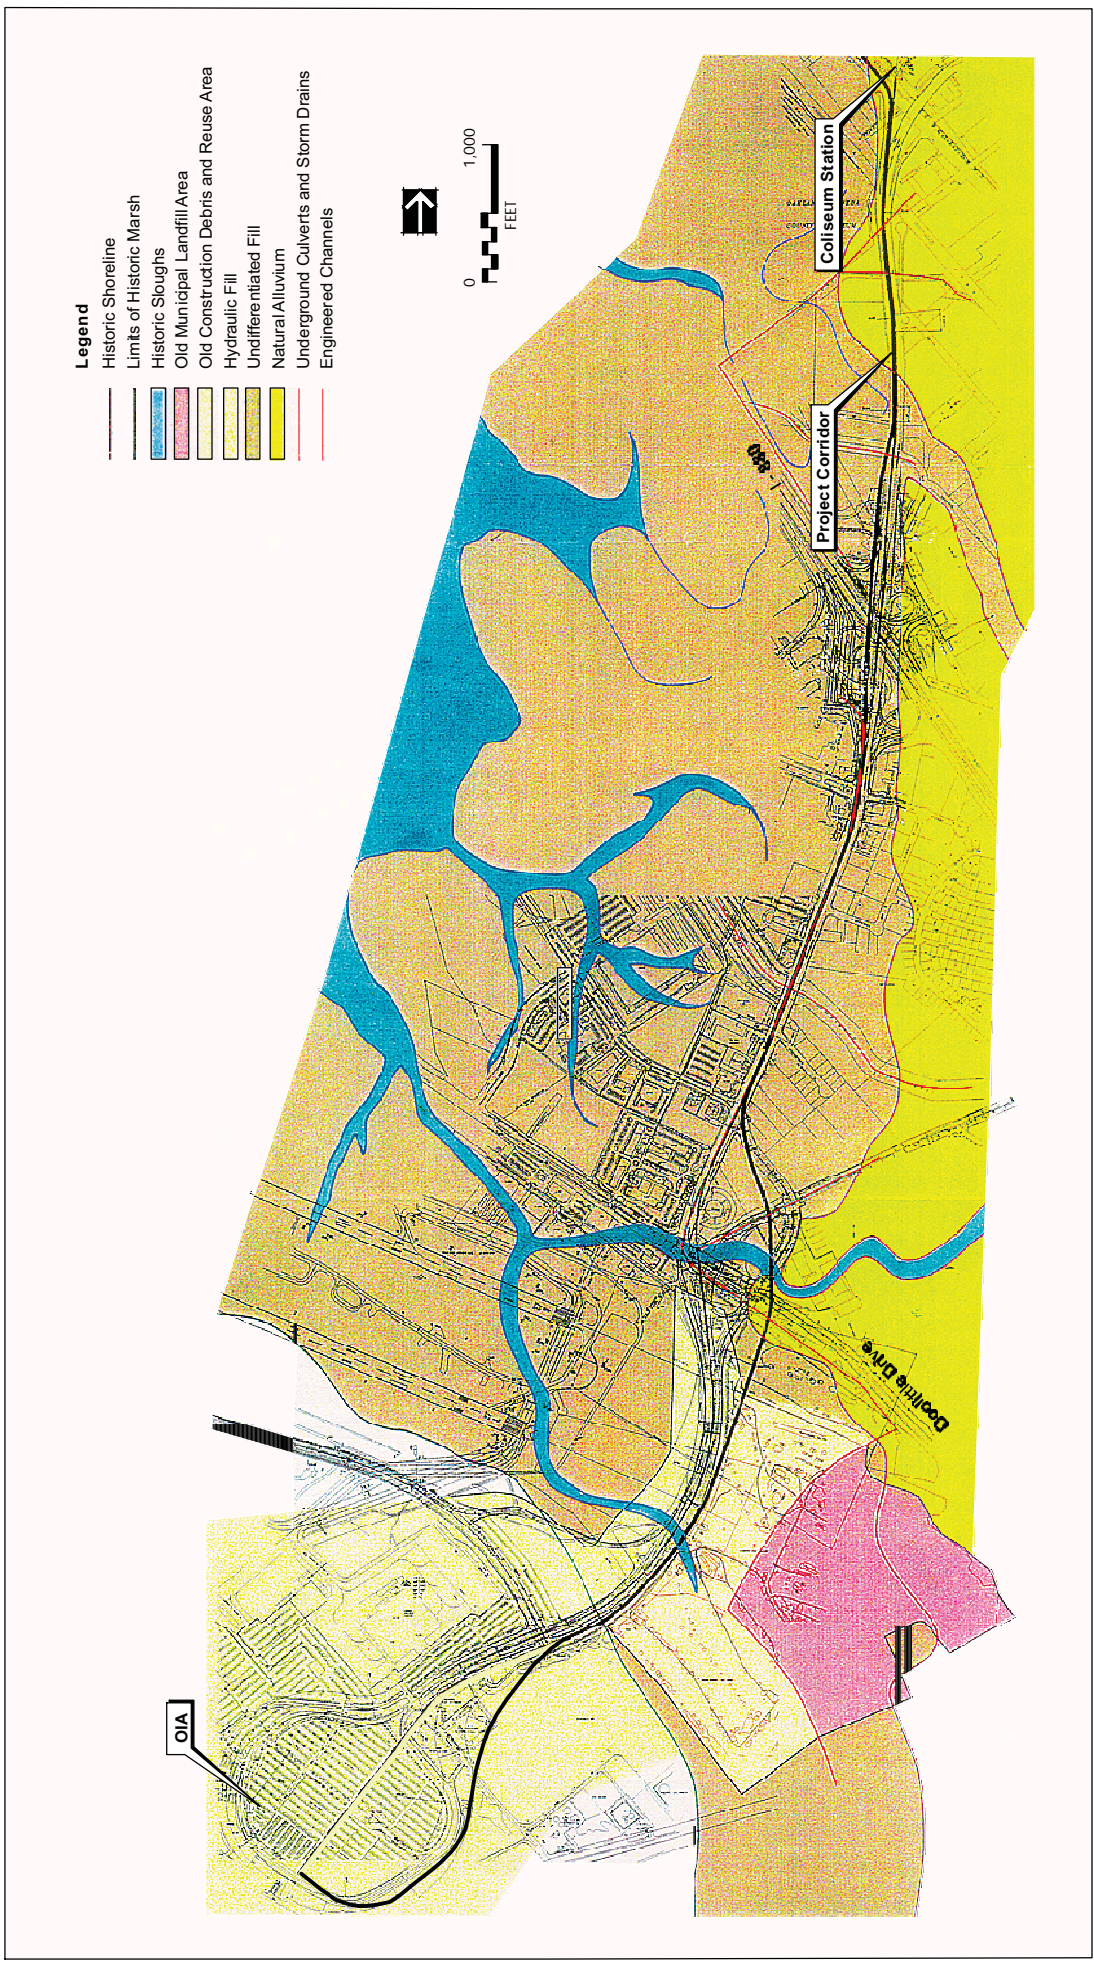 Legend
Historic Shoreline
Limits of Historic Marsh
Historic Sloughs
Old Municipal Landfill Area
Old Construction Debris and Reuse Area
Hydraulic Fill
Undifferentiated Fill
Natural Alluvium
Underground Culverts and Storm Drains
Engineered Channels
0
1,000
FEET
Coliseum Station
Project Corridor
I - 880
Doolittle Drive
OIA